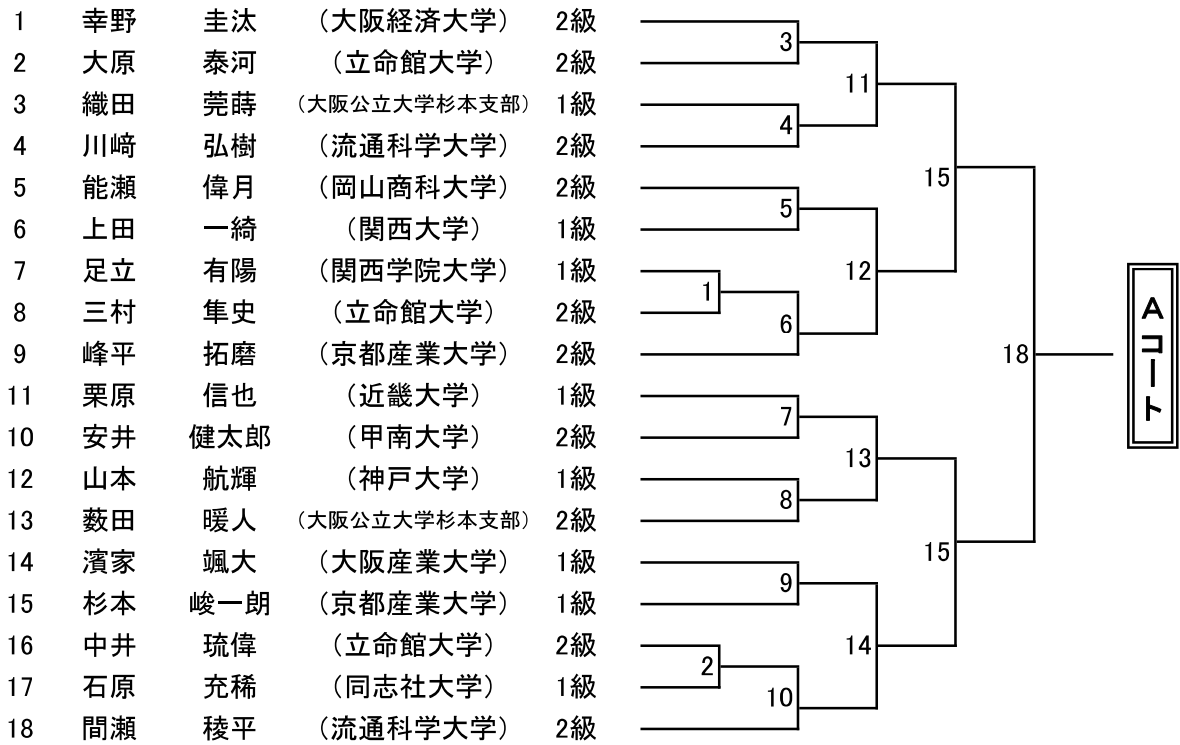 1 幸野 圭汰 （大阪経済大学） 2級
2 大原 泰河 （立命館大学） 2級
3 織田 莞蒔 （大阪公立大学杉本支部） 1級
4 川﨑 弘樹 （流通科学大学） 2級
5 能瀬 偉月 （岡山商科大学） 2級
6 上田 一綺 （関西大学） 1級
7 足立 有陽 （関西学院大学） 1級
8 三村 隼史 （立命館大学） 2級
9 峰平 拓磨 （京都産業大学） 2級
11 栗原 信也 （近畿大学） 1級
10 安井 健太郎 （甲南大学） 2級
12 山本 航輝 （神戸大学） 1級
13 薮田 暖人 （大阪公立大学杉本支部） 2級
14 濱家 颯大 （大阪産業大学） 1級
15 杉本 峻一朗 （京都産業大学） 1級
16 中井 琉偉 （立命館大学） 2級
17 石原 充稀 （同志社大学） 1級
18 間瀬 稜平 （流通科学大学） 2級
1
2
3
4
5
6
7
8
9
10
11
12
13
14
15
15
18
Aコート